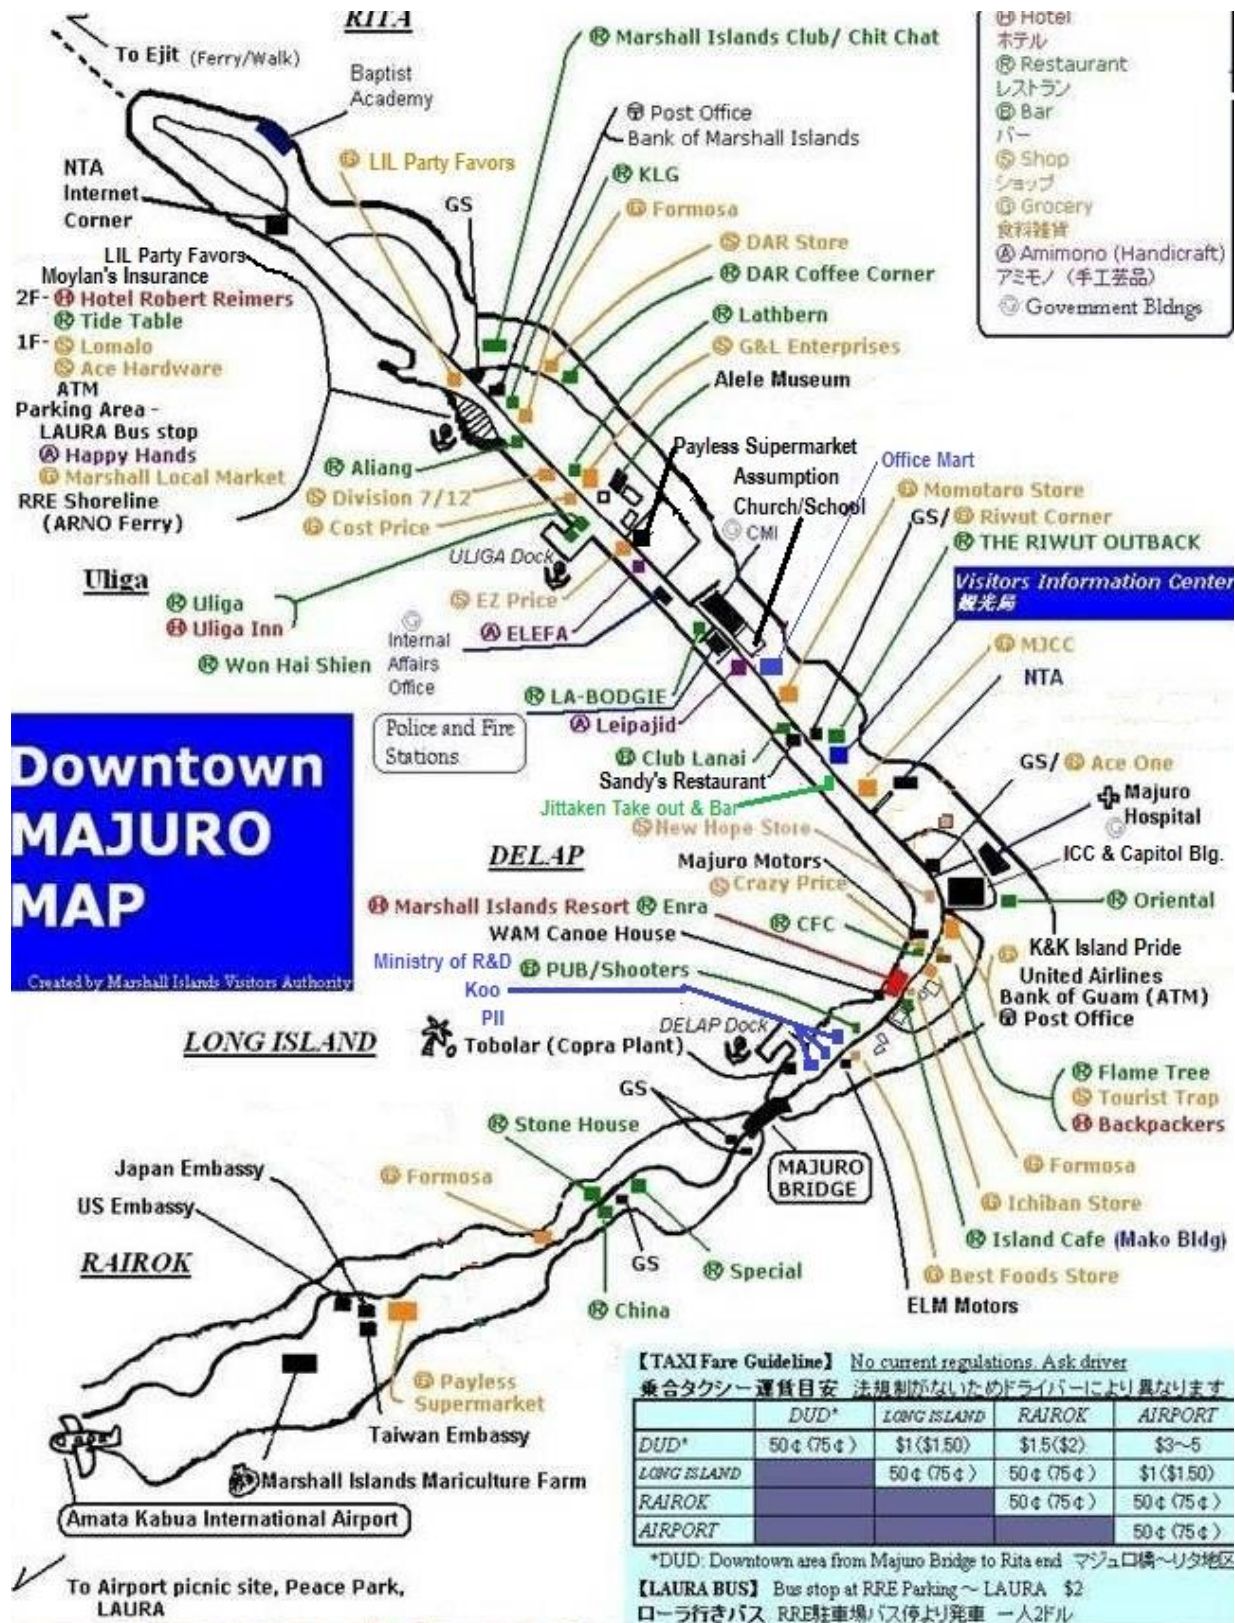 RITA
To Ejit (Ferry/Walk)
Baptist
Academy
Ⓡ Marshall Islands Club/ Chit Chat
Post Office
Bank of Marshall Islands
Ⓖ LIL Party Favors
Ⓡ KLG
NTA
Internet
Corner
GS
Ⓖ Formosa
Ⓢ DAR Store
Ⓡ DAR Coffee Corner
Ⓡ Lathbern
Ⓢ G&L Enterprises
Alele Museum
Ⓗ Hotel
ホテル
Ⓡ Restaurant
レストラン
Ⓑ Bar
バー
Ⓢ Shop
ショップ
Ⓖ Grocery
食料雑貨
Ⓐ Amimono (Handicraft)
アミモノ (手工芸品)
Ⓖ Government Bldngs
LIL Party Favors
Moylan's Insurance
2F- Ⓗ Hotel Robert Reimers
Ⓡ Tide Table
1F- Ⓢ Lomalo
Ⓢ Ace Hardware
ATM
Parking Area -
LAURA Bus stop
Ⓐ Happy Hands
Ⓖ Marshall Local Market
RRE Shoreline
(ARNO Ferry)
Ⓡ Aliang
Ⓢ Division 7/12
Ⓖ Cost Price
ULIGA Dock
Payless Supermarket
Assumption
Church/School
Ⓖ CMI
Office Mart
Ⓖ Momotaro Store
GS/ Ⓖ Riwut Corner
Ⓡ THE RIWUT OUTBACK
Visitors Information Center
観光局
Uliga
Ⓡ Uliga
Ⓗ Uliga Inn
Ⓡ Won Hai Shien
Ⓢ EZ Price
Ⓐ ELEFA
Ⓖ
Internal
Affairs
Office
Ⓡ LA-BODGIE
Ⓐ Leipajid
Police and Fire
Stations
Ⓑ Club Lanai
Sandy's Restaurant
Jittaken Take out & Bar
Ⓖ MJCC
NTA
GS/ Ⓖ Ace One
Majuro
Hospital
Ⓖ
ICC & Capitol Blg.
Ⓡ Oriental
Downtown
MAJURO
MAP
Created by Marshall Islands Visitors Authority
Ⓢ New Hope Store
DELAP
Majuro Motors
Ⓢ Crazy Price
Ⓗ Marshall Islands Resort Ⓡ Enra
Ⓡ CFC
WAM Canoe House
Ministry of R&D
Ⓑ PUB/Shooters
Koo
PII
DELAP Dock
Ⓖ K&K Island Pride
United Airlines
Bank of Guam (ATM)
Post Office
LONG ISLAND
Tobolar (Copra Plant)
GS
Ⓡ Flame Tree
Ⓢ Tourist Trap
Ⓗ Backpackers
Ⓡ Stone House
MAJURO
BRIDGE
Ⓖ Formosa
Ⓖ Ichiban Store
Ⓡ Island Cafe (Mako Bldg)
Ⓖ Best Foods Store
ELM Motors
Japan Embassy
US Embassy
Ⓖ Formosa
RAIROK
GS
Ⓡ Special
Ⓡ China
Ⓖ Payless
Supermarket
Taiwan Embassy
Marshall Islands Mariculture Farm
Amata Kabua International Airport
To Airport picnic site, Peace Park,
LAURA
【TAXI Fare Guideline】 No current regulations. Ask driver
乗合タクシー運賃目安 法規制がないためドライバーにより異なります
DUD* LONG ISLAND RAIROK AIRPORT
DUD* 50¢(75¢) $1($1.50) $1.5($2) $3～5
LONG ISLAND 50¢(75¢) 50¢(75¢) $1($1.50)
RAIROK 50¢(75¢) 50¢(75¢)
AIRPORT 50¢(75¢)
*DUD: Downtown area from Majuro Bridge to Rita end マジュロ橋～リタ地区
【LAURA BUS】 Bus stop at RRE Parking ～ LAURA $2
ローラ行きバス RRE駐車場バス停より発車 一人2ドル